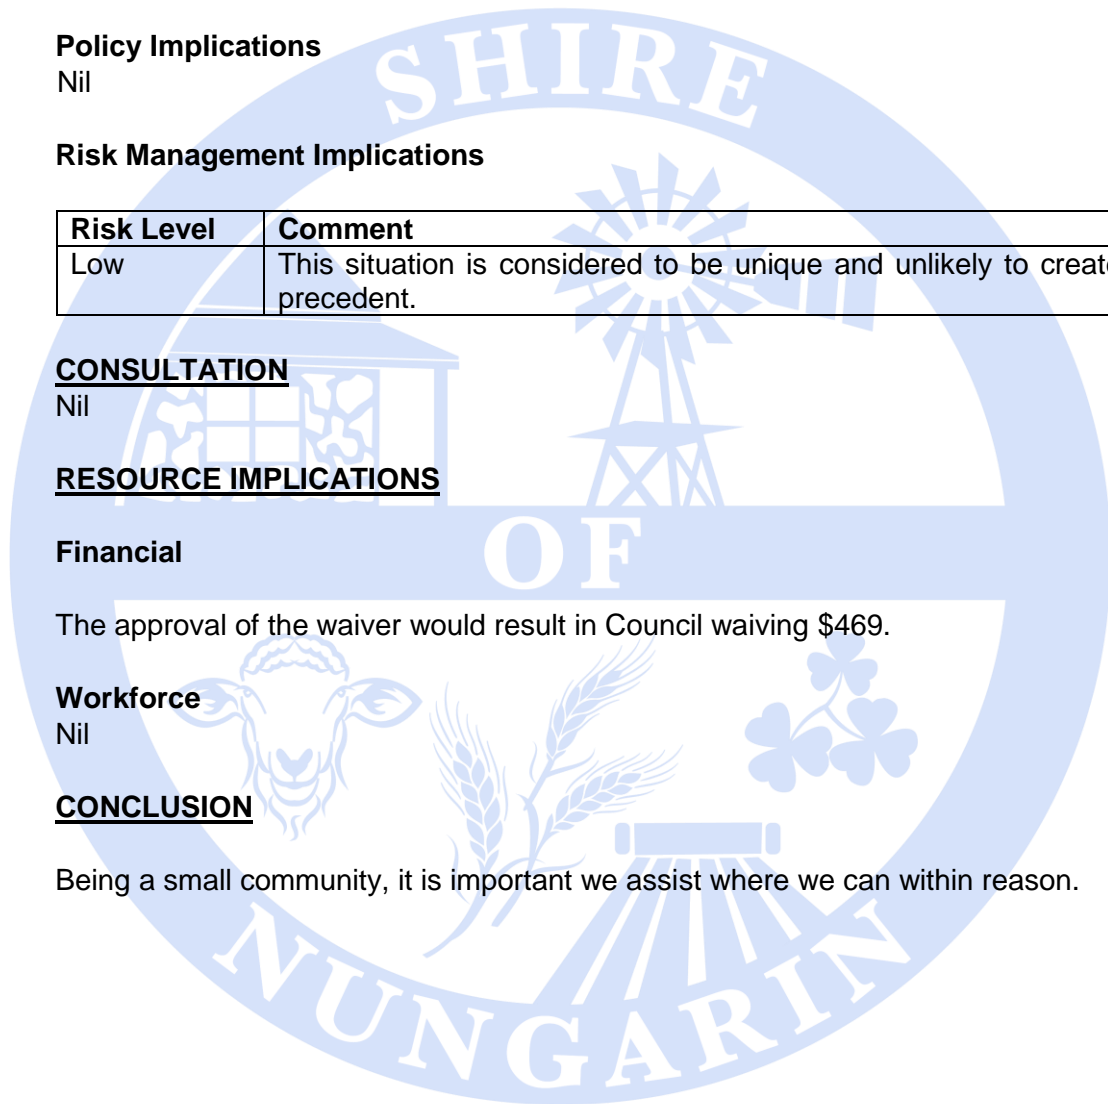 Policy Implications
Nil
Risk Management Implications
Risk Level Comment
Low This situation is considered to be unique and unlikely to create
precedent.
CONSULTATION
Nil
RESOURCE IMPLICATIONS
Financial
The approval of the waiver would result in Council waiving $469.
Workforce
Nil
CONCLUSION
Being a small community, it is important we assist where we can within reason.
SHIRE
OF
NUNGARIN